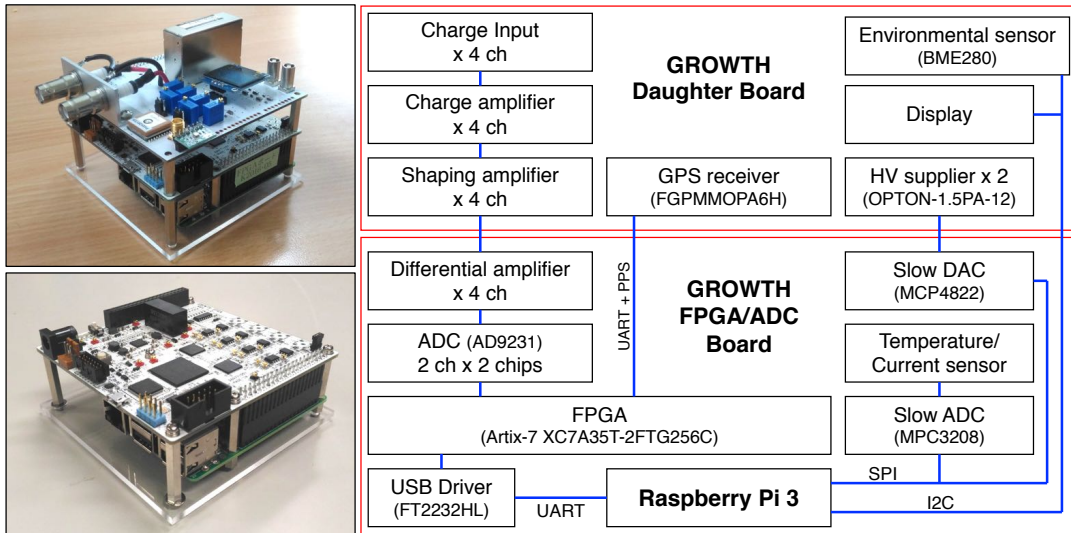 Charge Input
x 4 ch
Charge amplifier
x 4 ch
Shaping amplifier
x 4 ch
GROWTH
Daughter Board
GPS receiver
(FGPMMOPA6H)
Environmental sensor
(BME280)
Display
HV supplier x 2
(OPTON-1.5PA-12)
Differential amplifier
x 4 ch
ADC (AD9231)
2 ch x 2 chips
UART + PPS
GROWTH
FPGA/ADC
Board
Slow DAC
(MCP4822)
Temperature/
Current sensor
Slow ADC
(MPC3208)
FPGA
(Artix-7 XC7A35T-2FTG256C)
USB Driver
(FT2232HL)
UART
Raspberry Pi 3
SPI
I2C